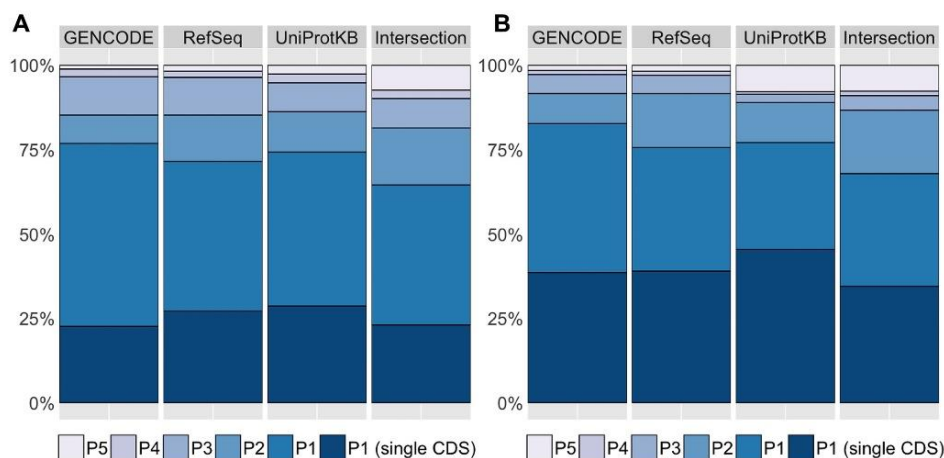 A
GENCODE RefSeq UniProtKB Intersection
100%
75%
50%
25%
0%
P5 P4 P3 P2 P1 P1 (single CDS)
B
GENCODE RefSeq UniProtKB Intersection
100%
75%
50%
25%
0%
P5 P4 P3 P2 P1 P1 (single CDS)